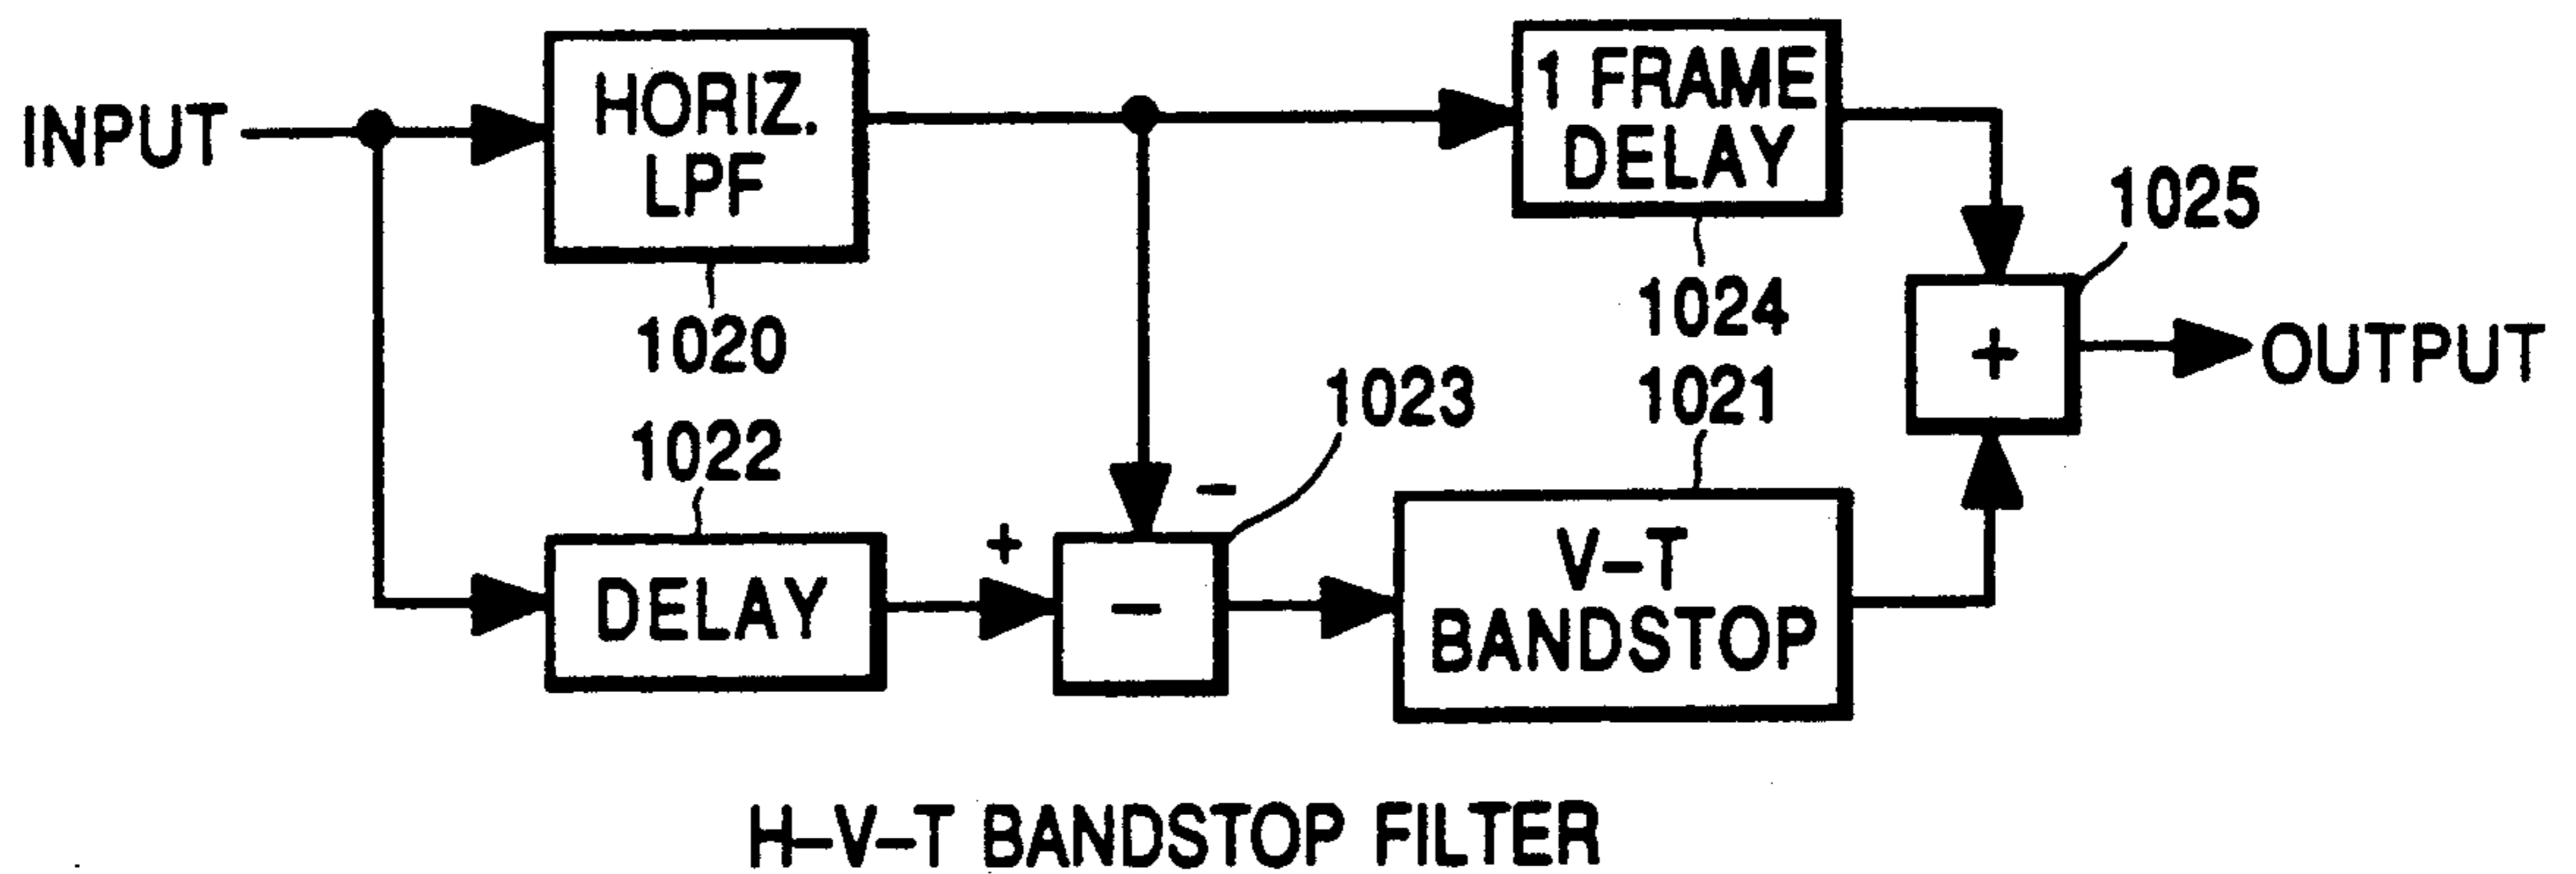 INPUT
HORIZ.
LPF
1020
1 FRAME
DELAY
1024
1025
+
OUTPUT
1022
DELAY
+
-
1023
–
1021
V-T
BANDSTOP
H-V-T BANDSTOP FILTER